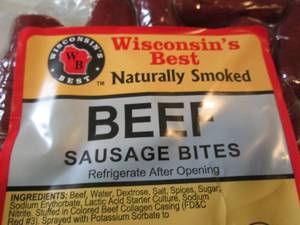 WISCONSIN'S
WB
BEST
TM
Wisconsin's
Best
Naturally Smoked
BEEF
SAUSAGE BITES
Refrigerate After Opening
INGREDIENTS: Beef, Water, Dextrose, Salt, Spices, Sugar,
Sodium Erythorbate, Lactic Acid Starter Culture, Sodium
Nitrite. Stuffed in Colored Beef Collagen Casing (FD&C
Red #3). Sprayed with Potassium Sorbate to